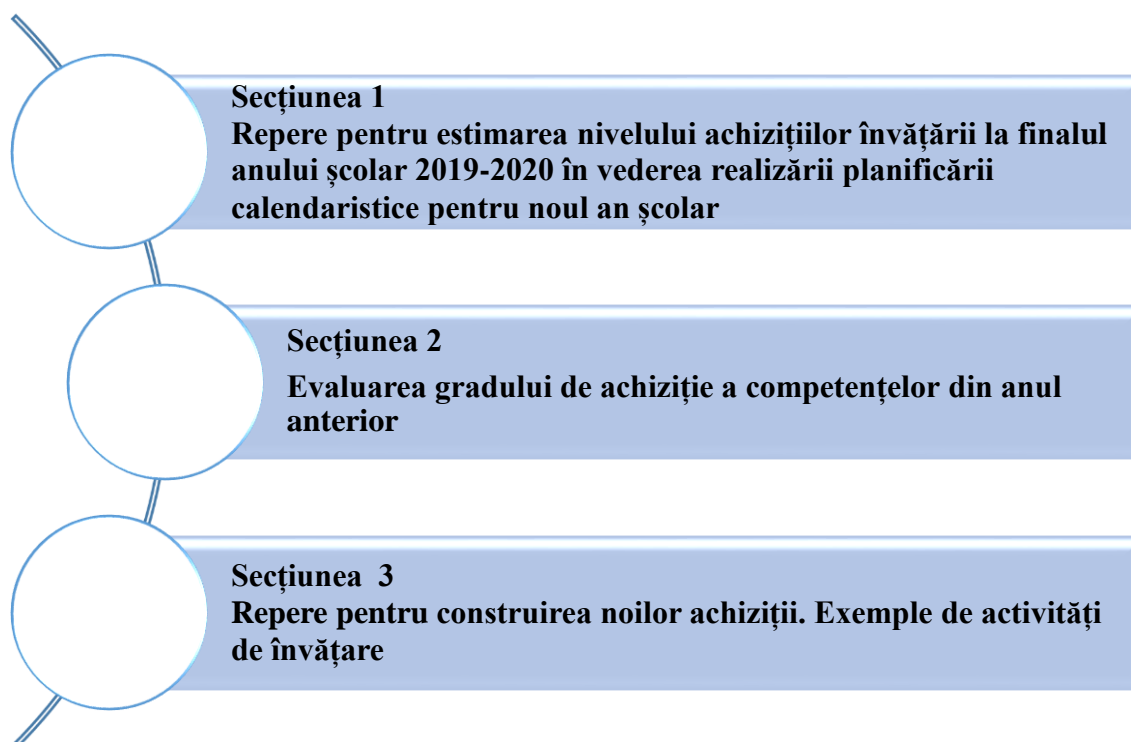 Secțiunea 1
Repere pentru estimarea nivelului achizițiilor învățării la finalul
anului școlar 2019-2020 în vederea realizării planificării
calendaristice pentru noul an școlar
Secțiunea 2
Evaluarea gradului de achiziție a competențelor din anul
anterior
Secțiunea 3
Repere pentru construirea noilor achiziții. Exemple de activități
de învățare